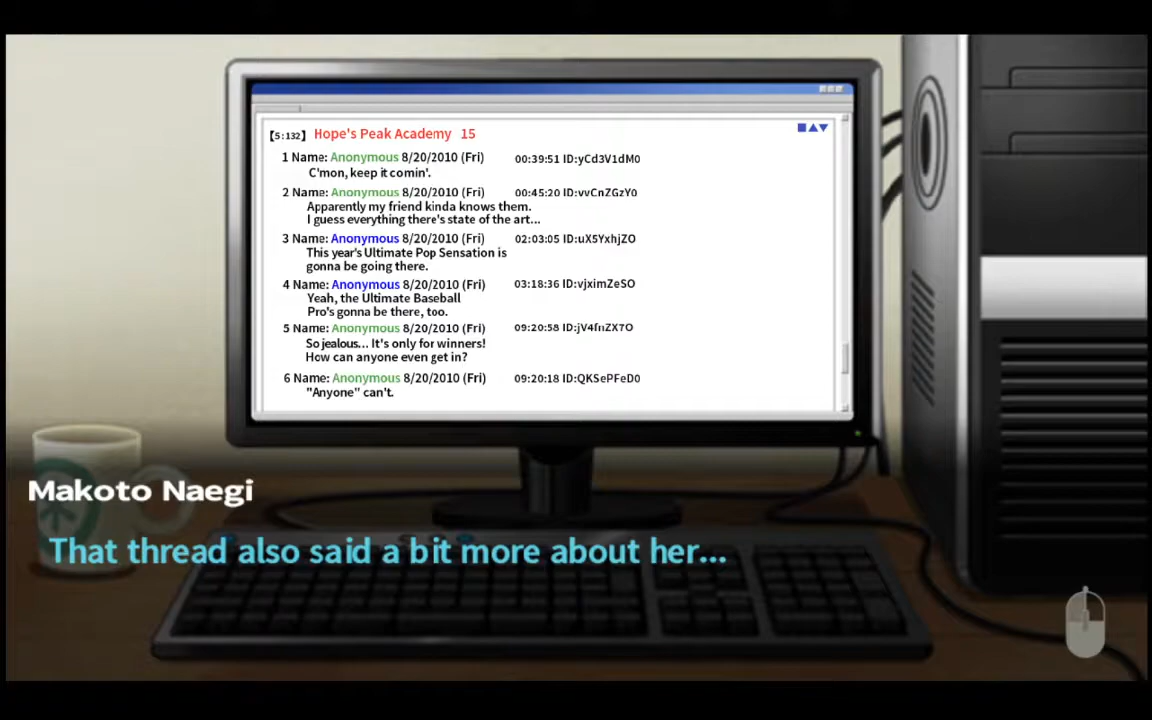 【5:132】 Hope's Peak Academy 15
1 Name: Anonymous 8/20/2010 (Fri) 00:39:51 ID:yCd3V1dM0
C'mon, keep it comin'.
2 Name: Anonymous 8/20/2010 (Fri) 00:45:20 ID:vvCnZGzY0
Apparently my friend kinda knows them.
I guess everything there's state of the art...
3 Name: Anonymous 8/20/2010 (Fri) 02:03:05 ID:uX5YxhjZO
This year's Ultimate Pop Sensation is
gonna be going there.
4 Name: Anonymous 8/20/2010 (Fri) 03:18:36 ID:vjximZeSO
Yeah, the Ultimate Baseball
Pro's gonna be there, too.
5 Name: Anonymous 8/20/2010 (Fri) 09:20:58
So jealous... It's only for winners!
How can anyone even get in?
6 Name: Anonymous 8/20/2010 (Fri) 09:20:18 ID:QKSePFeD0
"Anyone" can't.
Makoto Naegi
That thread also said a bit more about her...